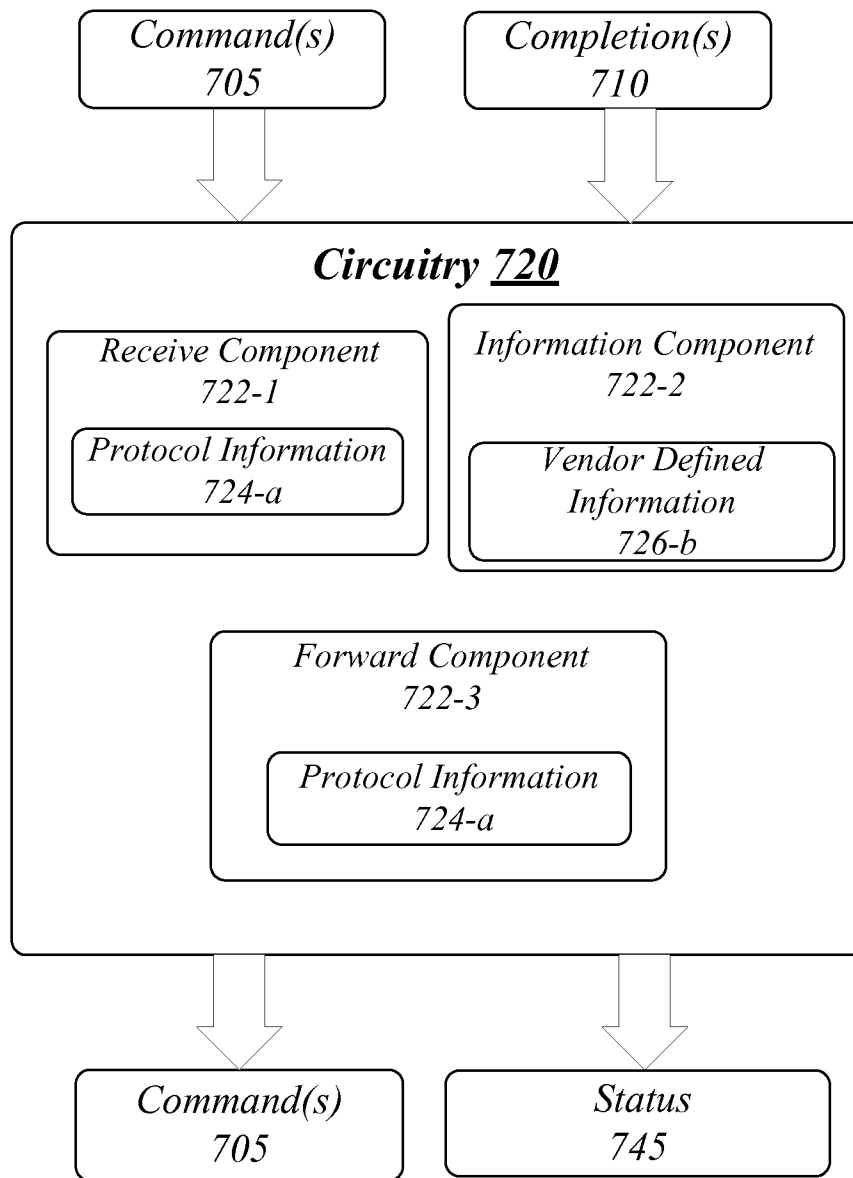 Command(s)
705
Completion(s)
710
Circuitry 720
Receive Component
722-1
Protocol Information
724-a
Information Component
722-2
Vendor Defined
Information
726-b
Forward Component
722-3
Protocol Information
724-a
Command(s)
705
Status
745